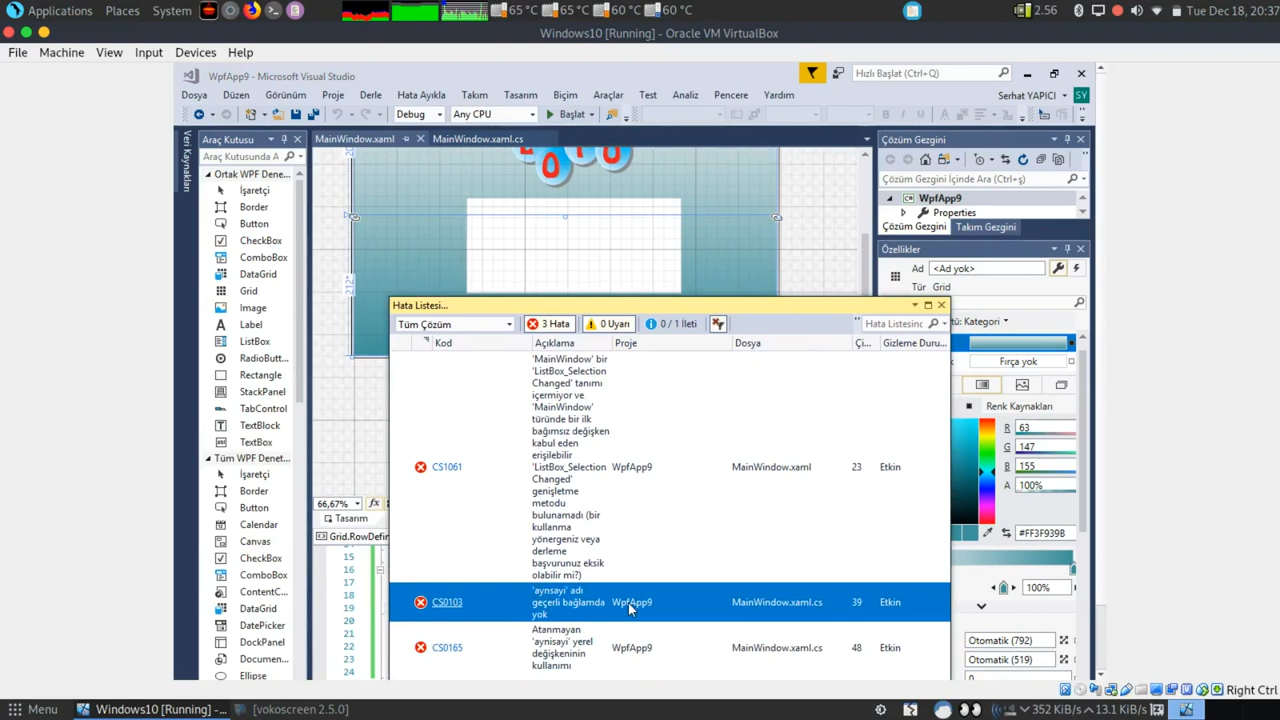 Applications Places System 65 °C 65 °C 60 °C 60 °C 2.56 Tue Dec 18, 20:37
Windows10 [Running] - Oracle VM VirtualBox
File Machine View Input Devices Help
WpfApp9 - Microsoft Visual Studio
Hızlı Başlat (Ctrl+Q)
Dosya Düzen Görünüm Proje Derle Hata Ayıkla Takım Tasarım Biçim Araçlar Test Analiz Pencere Yardım
Serhat YAPICI SY
Debug Any CPU Başlat
Veri Kaynakları
Araç Kutusu
Araç Kutusunda A
Ortak WPF Dene...
İşaretçi
Border
Button
CheckBox
ComboBox
DataGrid
Grid
Image
Label
ListBox
RadioButt...
Rectangle
StackPanel
TabControl
TextBlock
TextBox
Tüm WPF Denet...
İşaretçi
Border
Button
Calendar
Canvas
CheckBox
ComboBox
ContentC...
DataGrid
DatePicker
DockPanel
Documen...
Ellipse
MainWindow.xaml MainWindow.xaml.cs
0 0
212*
66,67% fx
Tasarım
Grid.RowDefin
15
16
17
18
19
20
21
22
23
Hata Listesi...
Tüm Çözüm 3 Hata 0 Uyarı 0 / 1 İleti Hata Listesinde
Kod Açıklama Proje Dosya Çi... Gizleme Duru...
'MainWindow' bir
'ListBox_Selection
Changed' tanımı
içermiyor ve
'MainWindow'
türünde bir ilk
bağımsız değişken
kabul eden
erişilebilir
CS1061 'ListBox_Selection WpfApp9 MainWindow.xaml 23 Etkin
Changed'
genişletme
metodu
bulunamadı (bir
kullanma
yönergeniz veya
derleme
başvurunuz eksik
olabilir mi?)
'aynsayi' adı
CS0103 geçerli bağlamda WpfApp9 MainWindow.xaml.cs 39 Etkin
yok
Atanmayan
'aynisayi' yerel
CS0165 değişkeninin WpfApp9 MainWindow.xaml.cs 48 Etkin
kullanımı
Çözüm Gezgini
Çözüm Gezgini İçinde Ara (Ctrl+ş)
WpfApp9
Properties
Çözüm Gezgini Takım Gezgini
Özellikler
Ad <Ad yok>
Tür Grid
Kategori
Fırça yok
Renk Kaynakları
R 63
G 147
B 155
A 100%
#FF3F939B
100%
Otomatik (792)
Otomatik (519)
Right Ctrl
Menu Windows10 [Running] -... [vokoscreen 2.5.0] 352 KiB/s 13.1 KiB/s